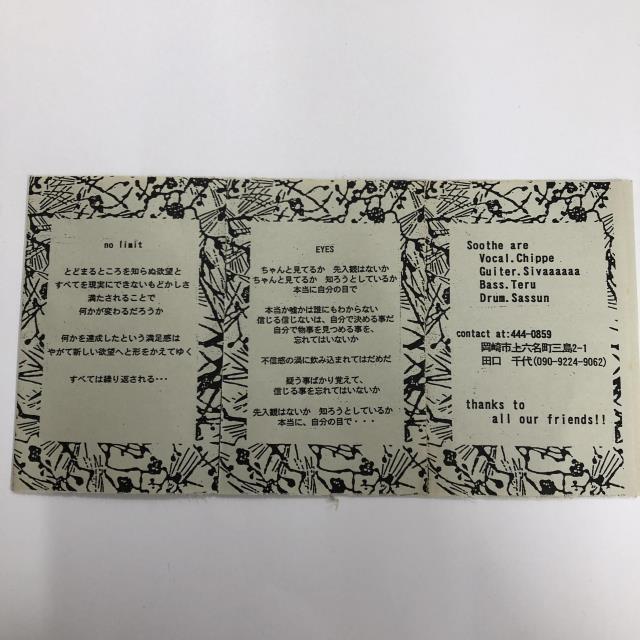 no limit
とどまるところを知らぬ欲望と
すべてを現実にできないもどかしさ
満たされることで
何かが変わるだろうか
何かを達成したという満足感は
やがて新しい欲望へと形をかえてゆく
すべては繰り返される・・・
EYES
ちゃんと見てるか 先入観はないか
ちゃんと見てるか 知ろうとしているか
本当に自分の目で
本当か嘘かは誰にもわからない
信じる信じないは、自分で決める事だ
自分で物事を見つめる事を、
忘れてはいないか
不信感の渦に飲み込まれてはだめだ
疑う事ばかり覚えて、
信じる事を忘れてはいないか
先入観はないか 知ろうとしているか
本当に、自分の目で・・・
Soothe are
Vocal.Chippe
Guiter.Sivaaaaaa
Bass.Teru
Drum.Sassun
contact at:444-0859
岡崎市上六名町三島2-1
田口 千代(090-9224-9062)
thanks to
all our friends!!